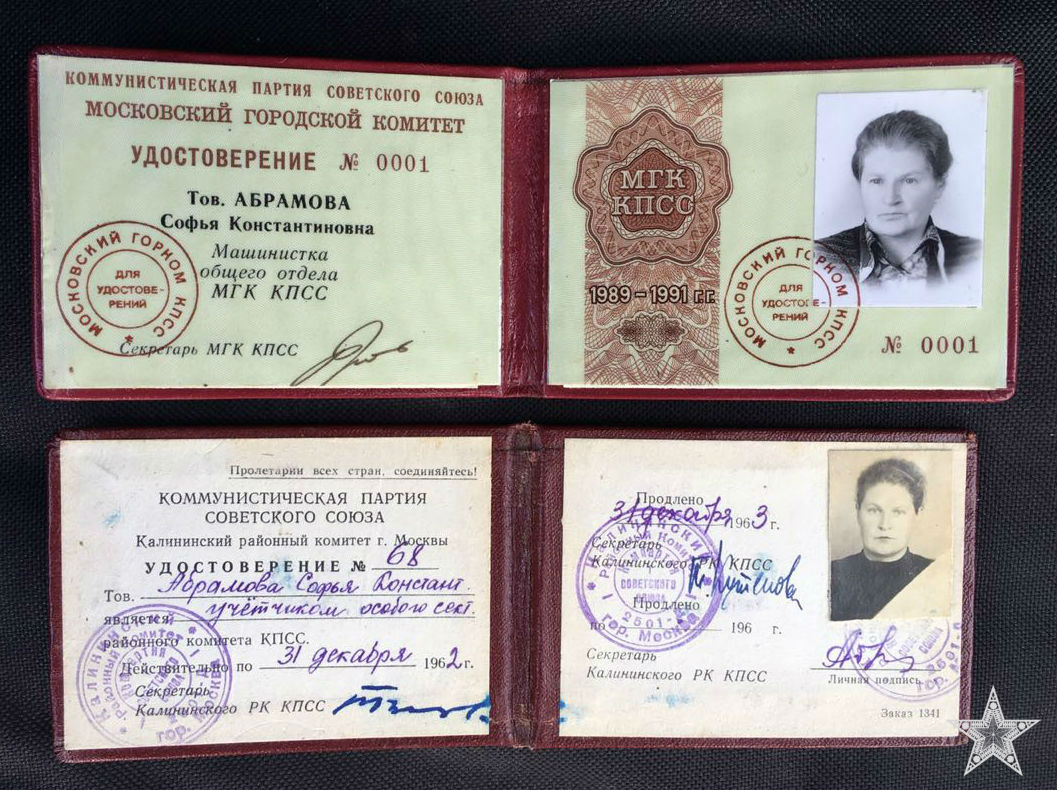 КОММУНИСТИЧЕСКАЯ ПАРТИЯ СОВЕТСКОГО СОЮЗА
МОСКОВСКИЙ ГОРОДСКОЙ КОМИТЕТ
УДОСТОВЕРЕНИЕ № 0001
Тов. АБРАМОВА
Софья Константиновна
Машинистка
общего отдела
МГК КПСС
МОСКОВСКИЙ ГОРКОМ КПСС
ДЛЯ
УДОСТОВЕ-
РЕНИЙ
Секретарь МГК КПСС
МГК
КПСС
1989 – 1991 г.г.
МОСКОВСКИЙ ГОРКОМ КПСС
ДЛЯ
УДОСТОВЕ-
РЕНИЙ
№ 0001
Пролетарии всех стран, соединяйтесь!
КОММУНИСТИЧЕСКАЯ ПАРТИЯ
СОВЕТСКОГО СОЮЗА
Калининский районный комитет г. Москвы
УДОСТОВЕРЕНИЕ № 68
Тов. Абрамова Софья Констант.
является учётчиком особого сект.
районного комитета КПСС.
Действительно по 31 декабря 1962 г.
Секретарь
Калининского РК КПСС
Продлено
31 декабря 1963 г.
Секретарь
Калининского РК КПСС
Продлено
по 196 г.
Секретарь
Калининского РК КПСС
Личная подпись
Заказ 1341